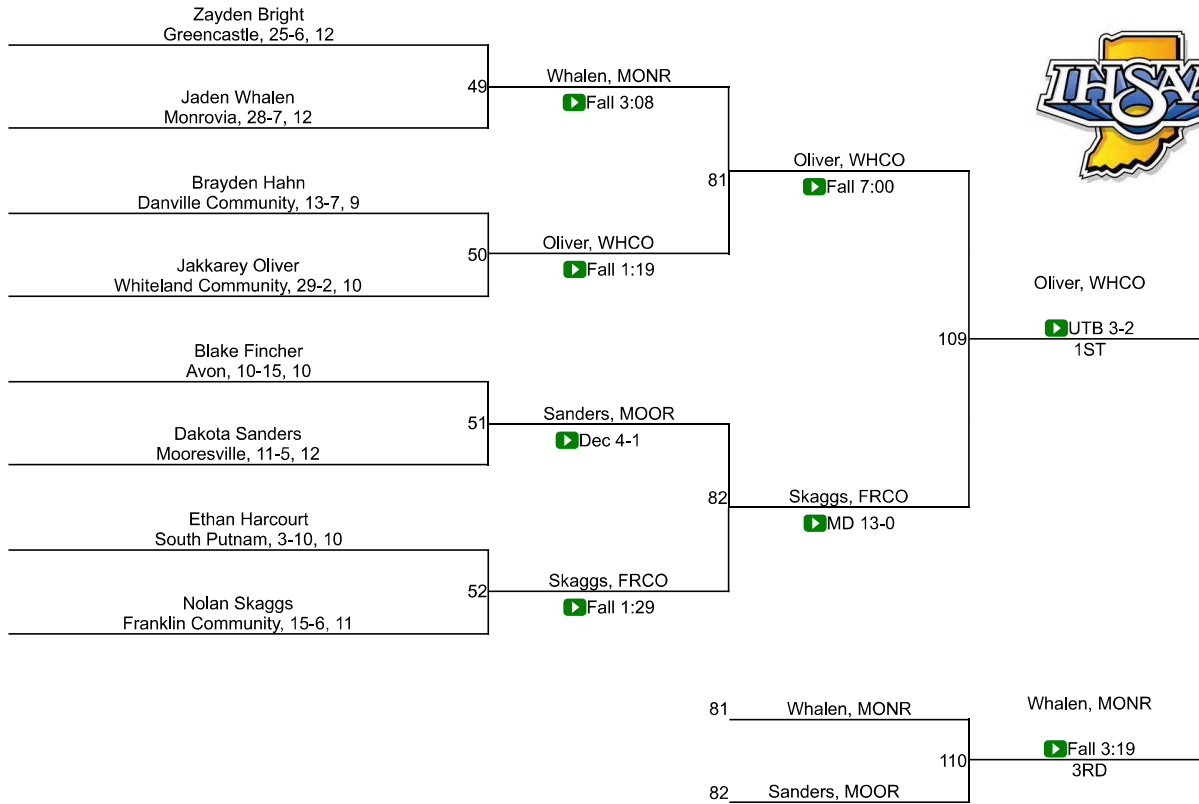 Zayden Bright
Greencastle, 25-6, 12
49
Jaden Whalen
Monrovia, 28-7, 12
Whalen, MONR
Fall 3:08
Brayden Hahn
Danville Community, 13-7, 9
50
Jakkarey Oliver
Whiteland Community, 29-2, 10
Oliver, WHCO
Fall 1:19
81
Oliver, WHCO
Fall 7:00
Blake Fincher
Avon, 10-15, 10
51
Dakota Sanders
Mooresville, 11-5, 12
Sanders, MOOR
Dec 4-1
Ethan Harcourt
South Putnam, 3-10, 10
52
Nolan Skaggs
Franklin Community, 15-6, 11
Skaggs, FRCO
Fall 1:29
82
Skaggs, FRCO
MD 13-0
109
Oliver, WHCO
UTB 3-2
1ST
81 Whalen, MONR
110
82 Sanders, MOOR
Whalen, MONR
Fall 3:19
3RD
IHSAA